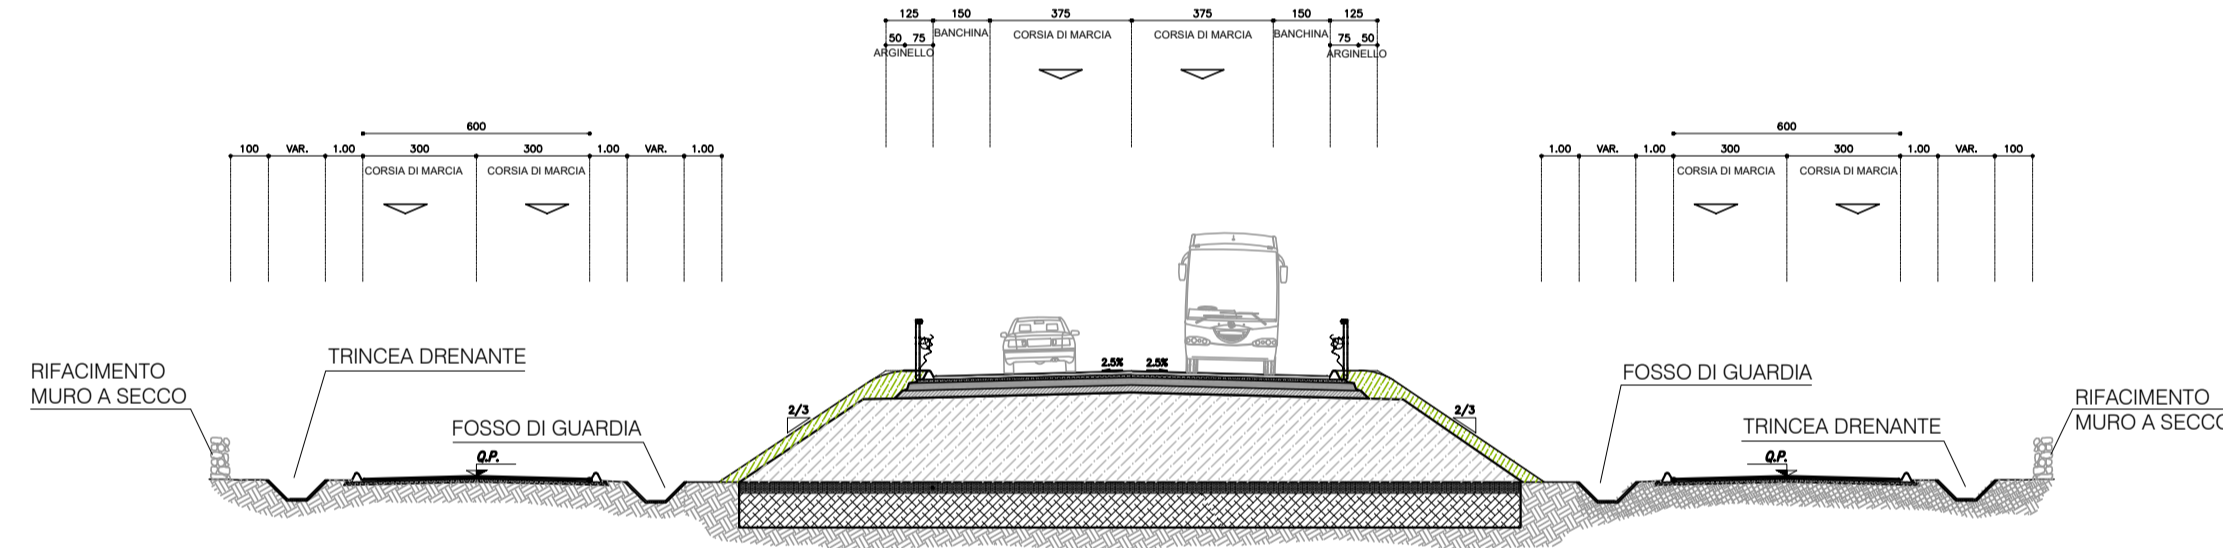 125 150 375 375 150 125
BANCHINA CORSIA DI MARCIA CORSIA DI MARCIA BANCHINA
50 75 75 50
ARGINELLO ARGINELLO
600 600
100 VAR. 1.00 300 300 1.00 VAR. 1.00 1.00 VAR. 1.00 300 300 1.00 VAR. 100
CORSIA DI MARCIA CORSIA DI MARCIA CORSIA DI MARCIA CORSIA DI MARCIA
TRINCEA DRENANTE
RIFACIMENTO
MURO A SECCO
2.5% 2.5%
FOSSO DI GUARDIA
RIFACIMENTO
MURO A SECCO
2/3 2/3
FOSSO DI GUARDIA
TRINCEA DRENANTE
Q.P. Q.P.